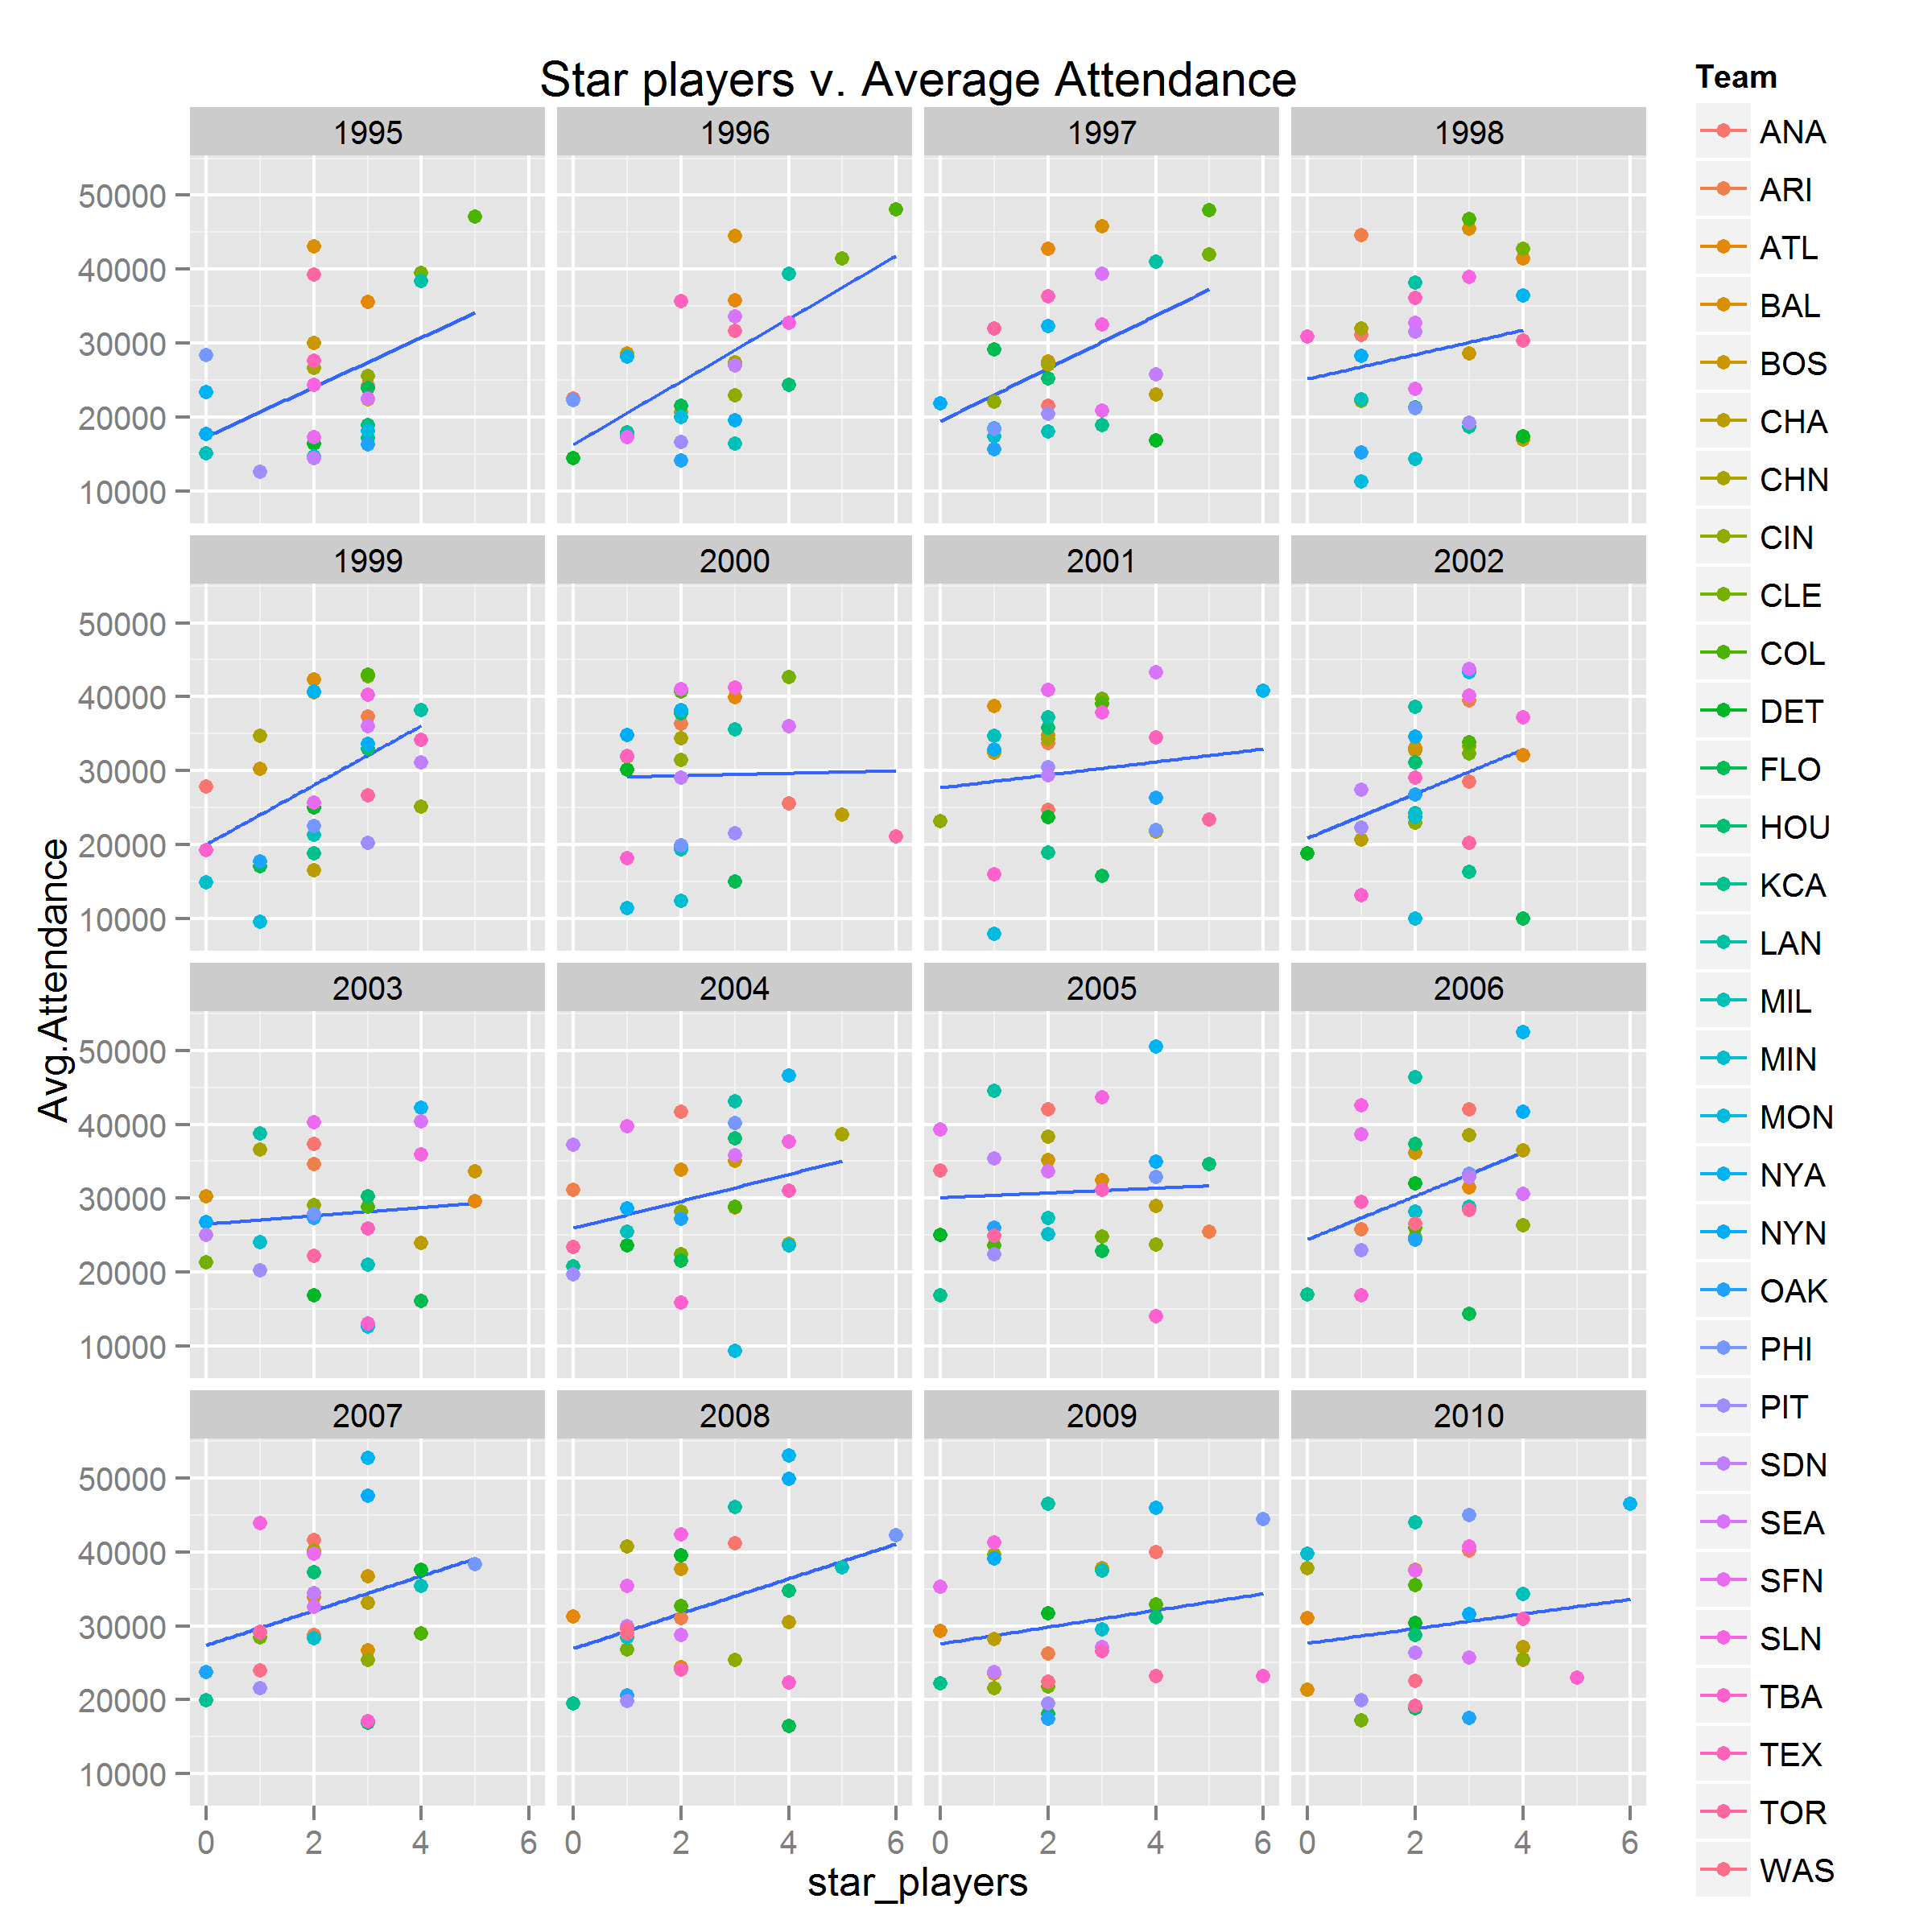 Star players v. Average Attendance
1995 1996 1997 1998
50000
40000
30000
20000
10000
1999 2000 2001 2002
50000
40000
30000
20000
10000
2003 2004 2005 2006
50000
40000
30000
20000
10000
2007 2008 2009 2010
50000
40000
30000
20000
10000
0 2 4 6 0 2 4 6 0 2 4 6 0 2 4 6
star_players
Avg.Attendance
Team
ANA
ARI
ATL
BAL
BOS
CHA
CHN
CIN
CLE
COL
DET
FLO
HOU
KCA
LAN
MIL
MIN
MON
NYA
NYN
OAK
PHI
PIT
SDN
SEA
SFN
SLN
TBA
TEX
TOR
WAS